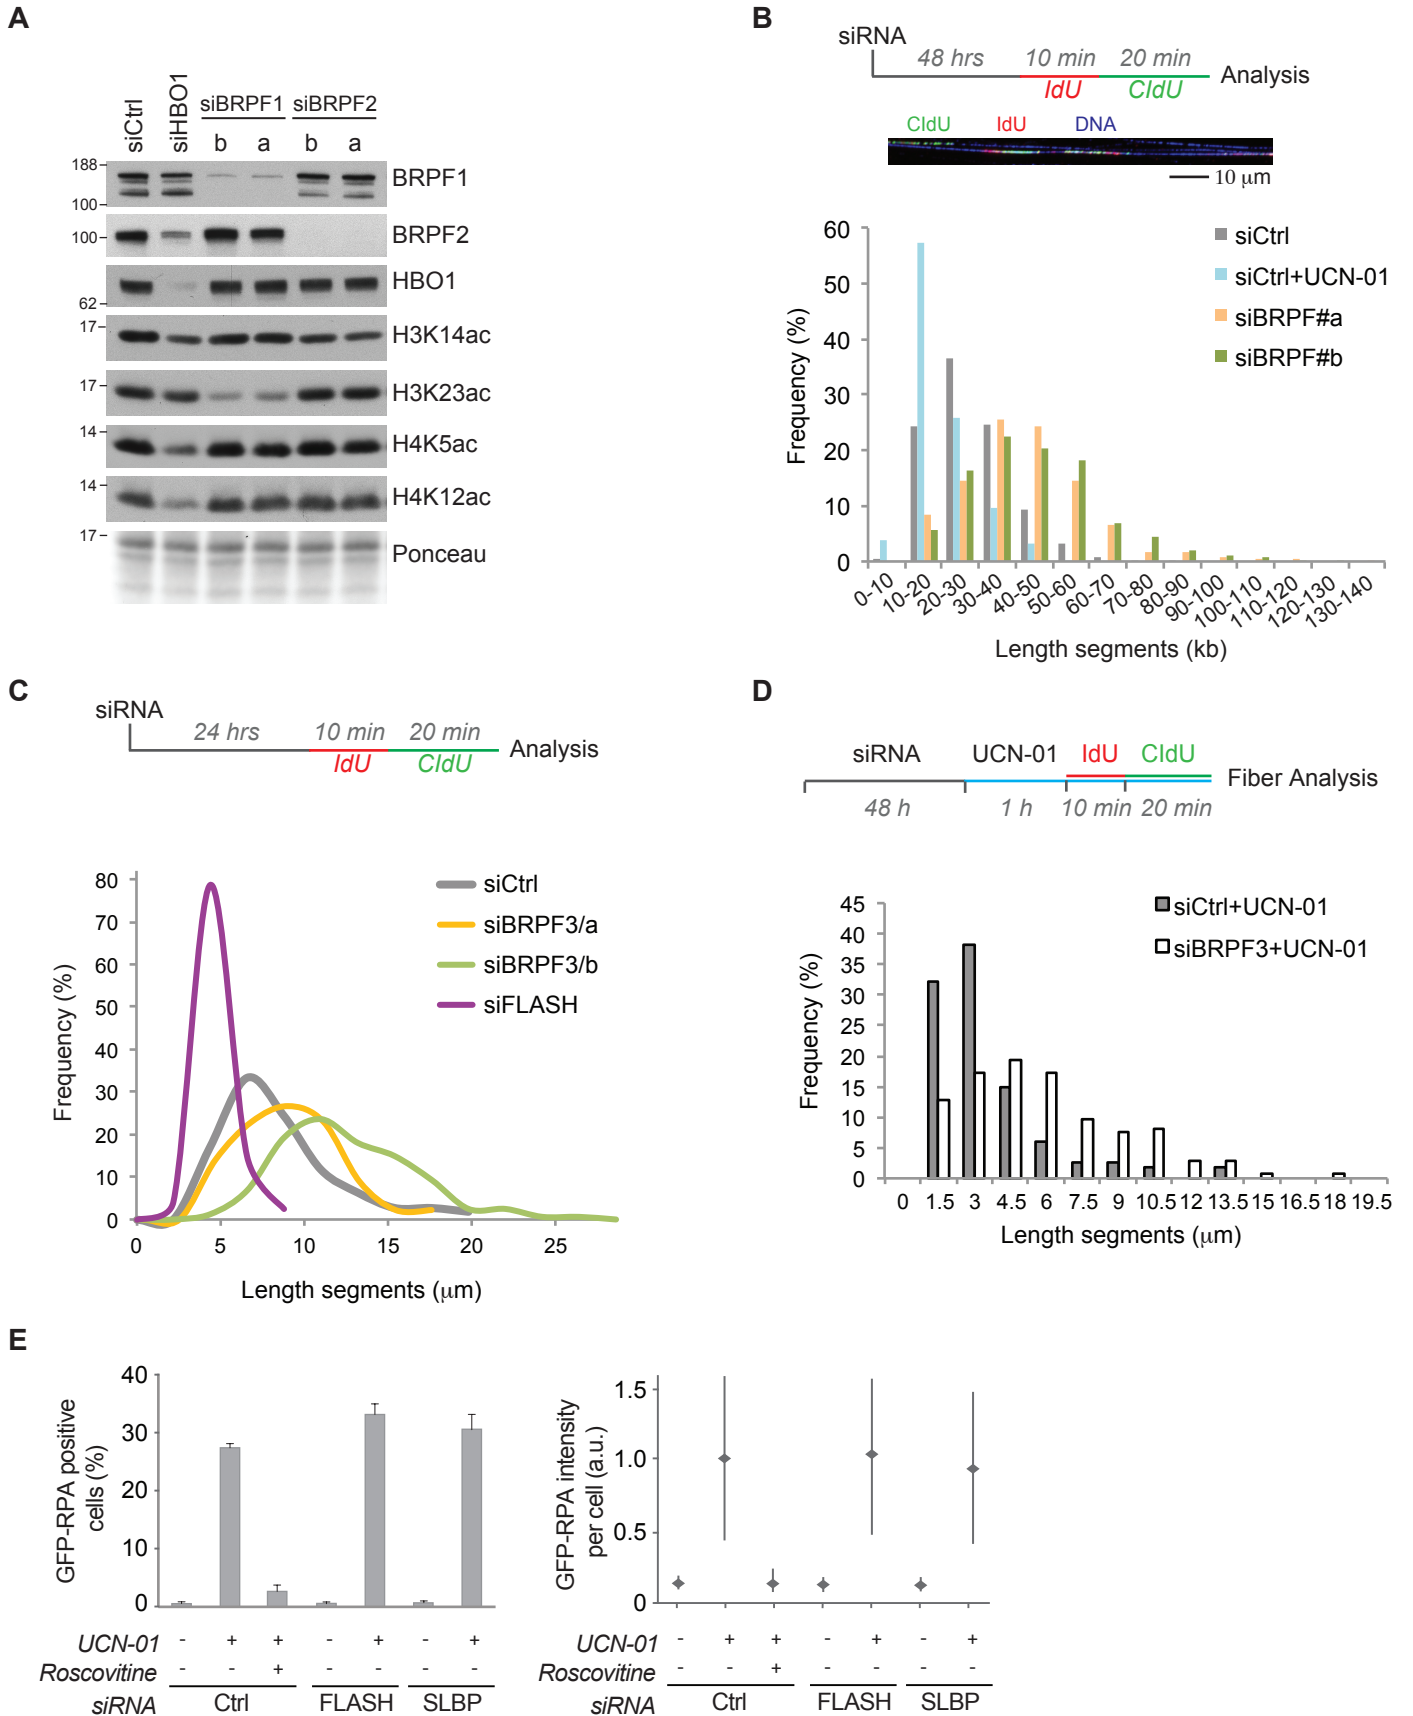 A
siCtrl
siHBO1
siBRPF1
siBRPF2
b a b a
188
100
BRPF1
100
BRPF2
HBO1
62
17
H3K14ac
17
H3K23ac
14
H4K5ac
14
H4K12ac
17
Ponceau
B
siRNA
48 hrs 10 min 20 min
IdU CldU
Analysis
CldU IdU DNA
10 μm
siCtrl
siCtrl+UCN-01
siBRPF#a
siBRPF#b
Frequency (%)
60
50
40
30
20
10
0
0-10 10-20 20-30 30-40 40-50 50-60 60-70 70-80 80-90 90-100 100-110 110-120 120-130 130-140
Length segments (kb)
C
siRNA
24 hrs 10 min 20 min
IdU CldU
Analysis
siCtrl
siBRPF3/a
siBRPF3/b
siFLASH
Frequency (%)
80
70
60
50
40
30
20
10
0
0 5 10 15 20 25
Length segments (μm)
D
siRNA UCN-01 IdU CldU
Fiber Analysis
48 h 1 h 10 min 20 min
siCtrl+UCN-01
siBRPF3+UCN-01
Frequency (%)
45
40
35
30
25
20
15
10
5
0
0 1.5 3 4.5 6 7.5 9 10.5 12 13.5 15 16.5 18 19.5
Length segments (μm)
E
GFP-RPA positive
cells (%)
40
30
20
10
0
UCN-01 - + + - + - +
Roscovitine - - + - - - -
siRNA Ctrl FLASH SLBP
GFP-RPA intensity
per cell (a.u.)
1.5
1.0
0.5
0
UCN-01 - + + - + - +
Roscovitine - - + - - - -
siRNA Ctrl FLASH SLBP